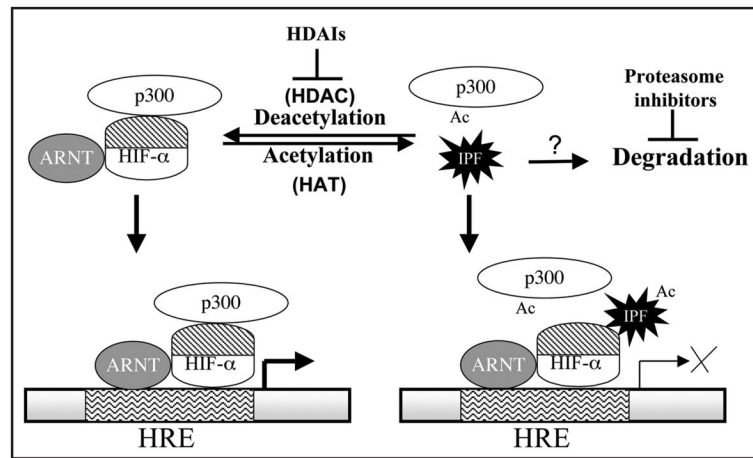 HDAIs
p300
(HDAC)
Deacetylation
ARNT
HIF-α
Acetylation
(HAT)
p300
Ac
IPF
?
Proteasome
inhibitors
Degradation
p300
ARNT
HIF-α
HRE
p300
Ac
Ac
IPF
ARNT
HIF-α
HRE